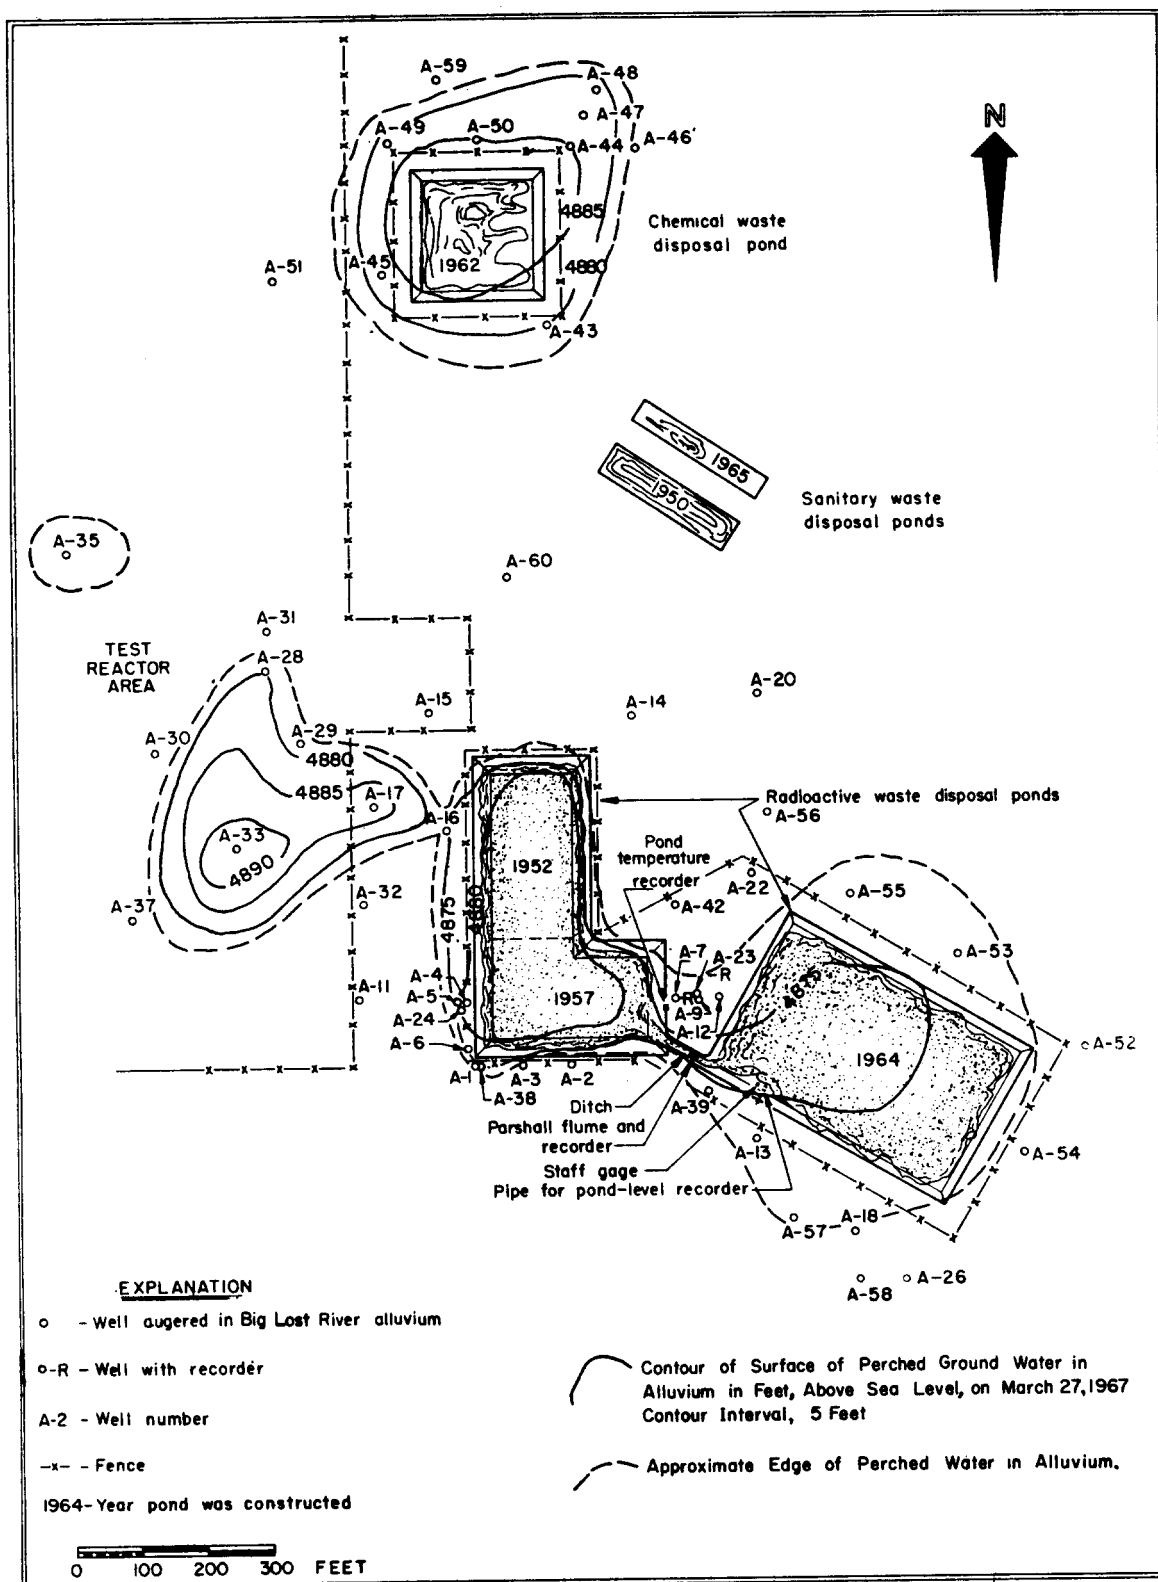 A-59
A-48
A-47
A-49
A-50
A-44
A-46
N
4885
Chemical waste
disposal pond
1962
4880
A-45
A-51
A-43
1965
1950
Sanitary waste
disposal ponds
A-35
A-60
A-31
TEST
REACTOR
AREA
A-28
A-20
A-15
A-14
A-30
A-29
4880
4885
A-17
Radioactive waste disposal ponds
A-56
A-16
A-33
4890
Pond
temperature
recorder
1952
A-22
A-32
A-42
A-55
A-37
4875
4880
A-7
A-23
A-53
R
A-4
A-5
A-11
1957
R
A-9
4875
A-24
A-12
A-6
1964
A-52
A-1
A-3
A-2
A-38
Ditch
A-39
Parshall flume and
recorder
A-13
A-54
Staff gage
Pipe for pond-level recorder
A-57
A-18
A-58
A-26
EXPLANATION
o - Well augered in Big Lost River alluvium
o-R - Well with recorder
A-2 - Well number
-x- - Fence
1964-Year pond was constructed
0 100 200 300 FEET
Contour of Surface of Perched Ground Water in
Alluvium in Feet, Above Sea Level, on March 27,1967
Contour Interval, 5 Feet
Approximate Edge of Perched Water in Alluvium.